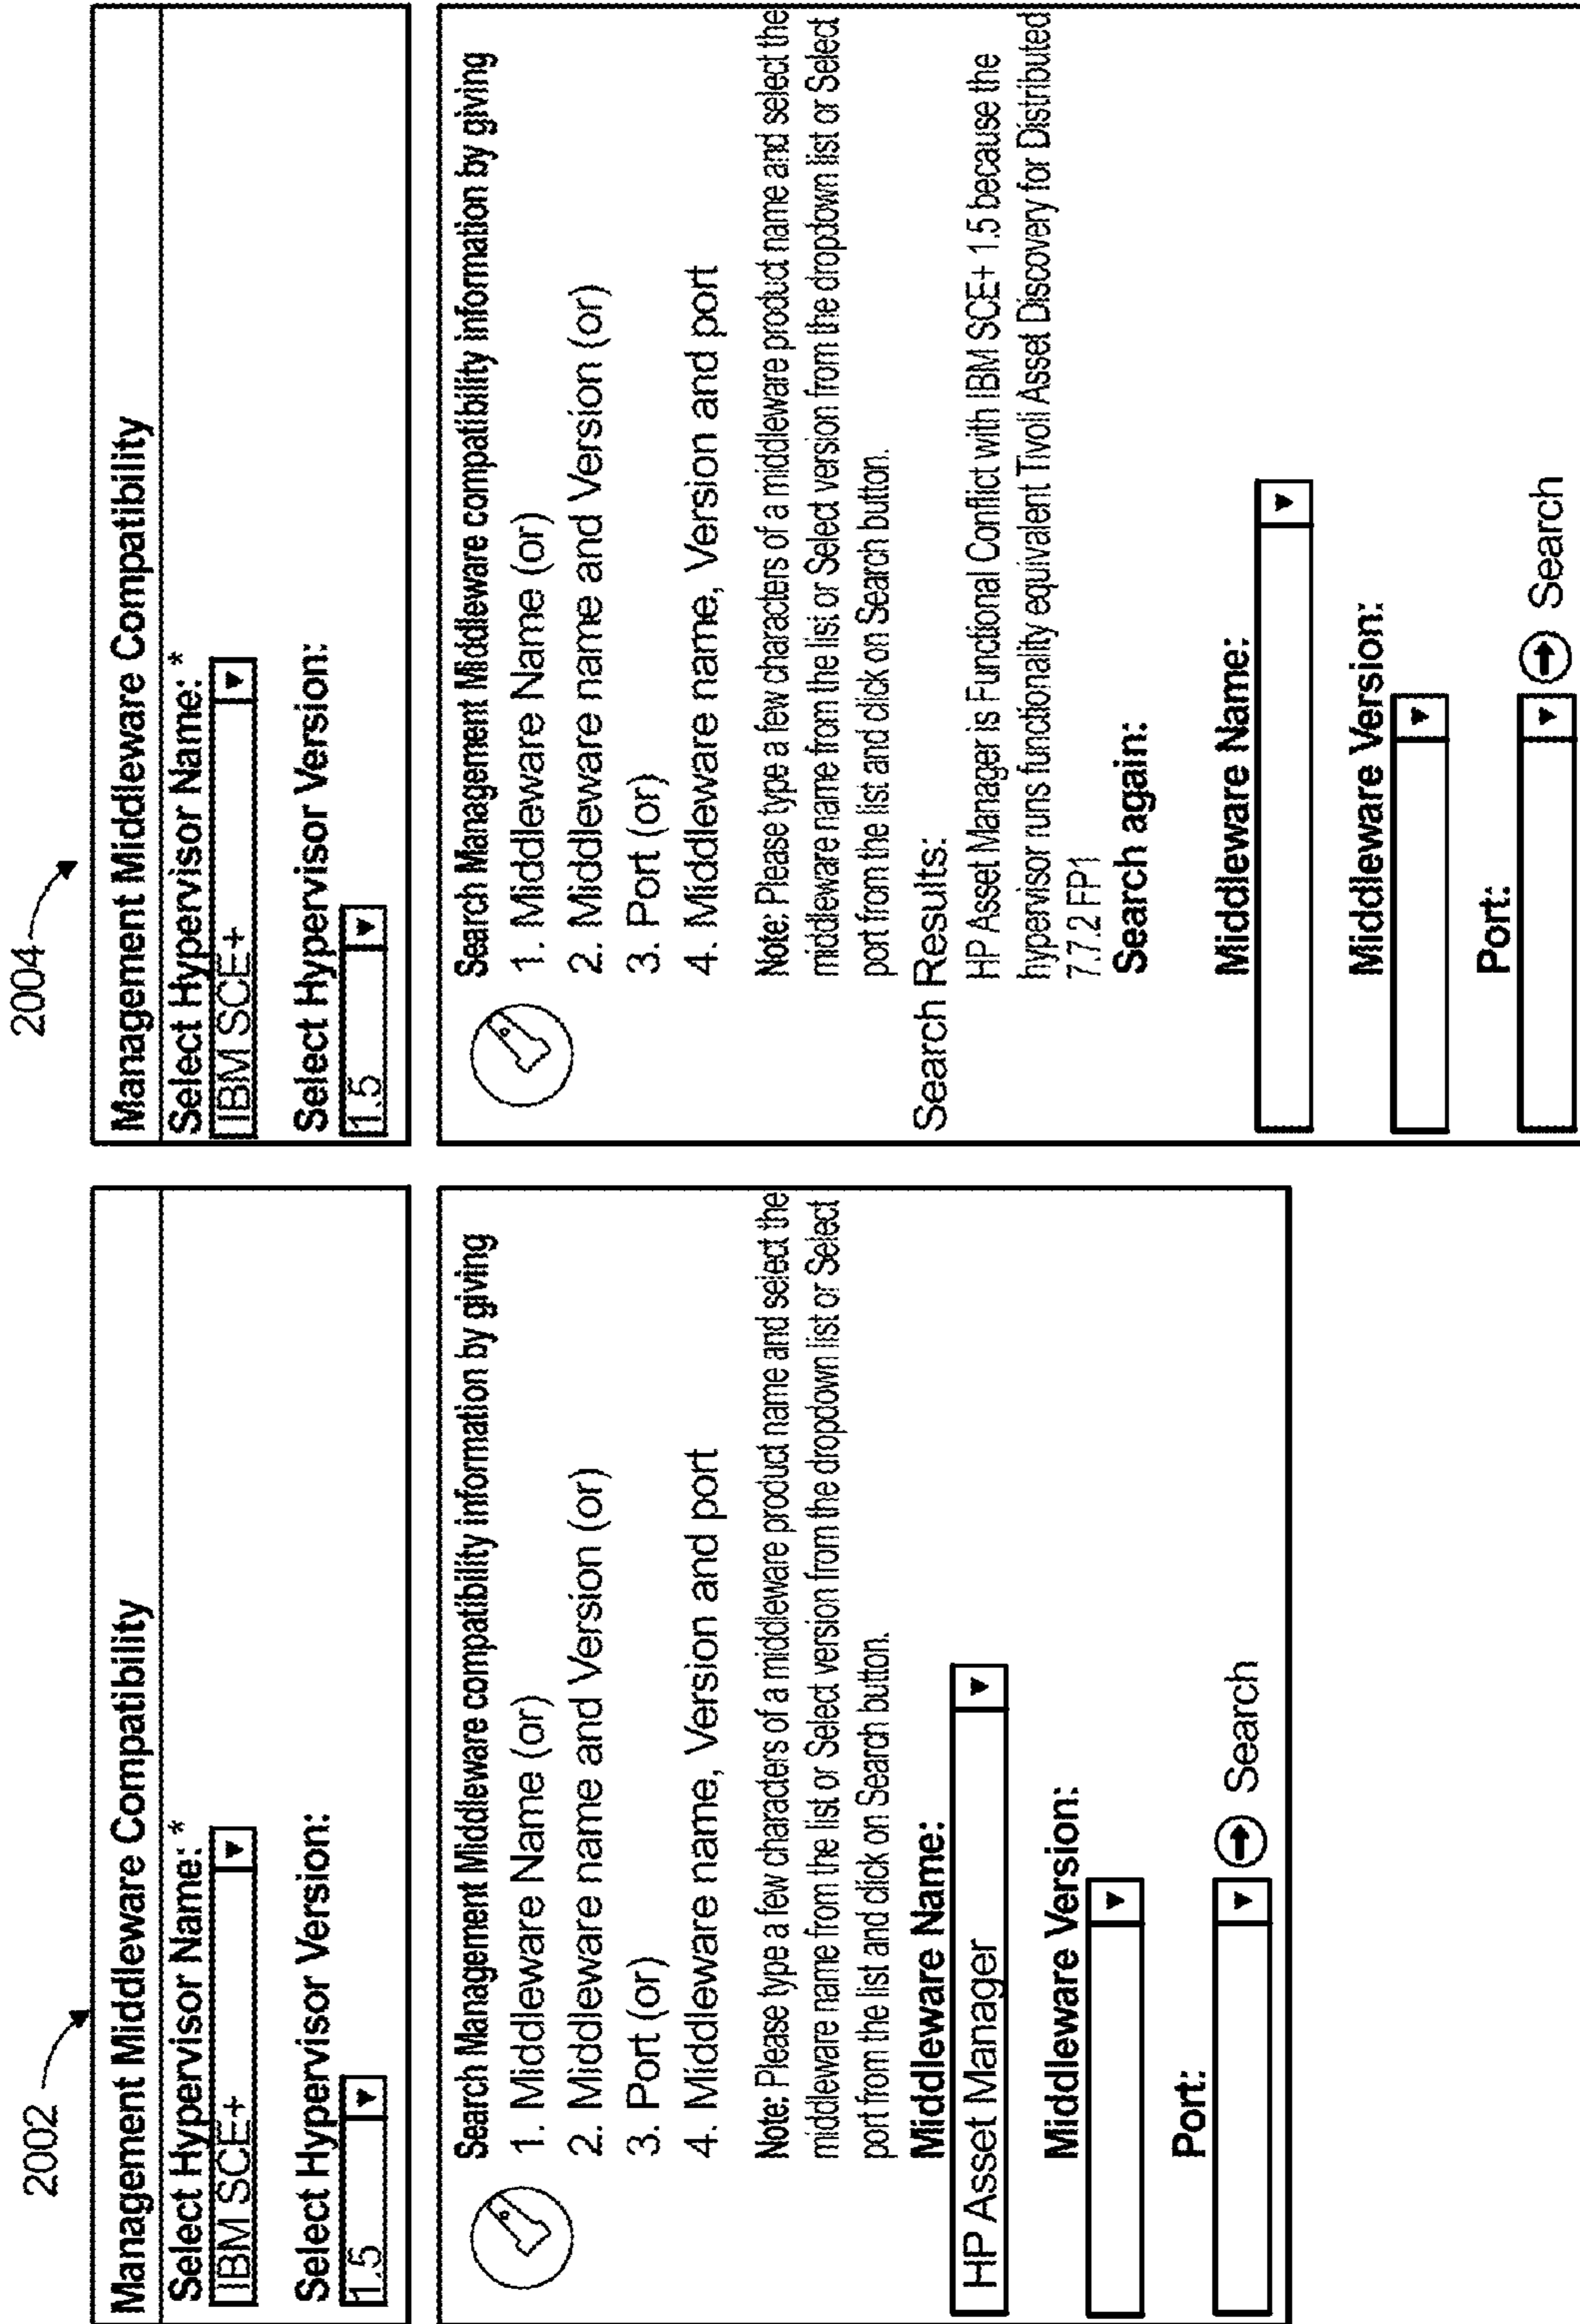 2002
Management Middleware Compatibility
Select Hypervisor Name: *
IBM SCE+
Select Hypervisor Version:
1.5
Search Management Middleware compatibility information by giving
1. Middleware Name (or)
2. Middleware name and Version (or)
3. Port (or)
4. Middleware name, Version and port
Note: Please type a few characters of a middleware product name and select the
middleware name from the list or Select version from the dropdown list or Select
port from the list and click on Search button.
Middleware Name:
HP Asset Manager
Middleware Version:
Port:
Search
2004
Management Middleware Compatibility
Select Hypervisor Name: *
IBM SCE+
Select Hypervisor Version:
1.5
Search Management Middleware compatibility information by giving
1. Middleware Name (or)
2. Middleware name and Version (or)
3. Port (or)
4. Middleware name, Version and port
Note: Please type a few characters of a middleware product name and select the
middleware name from the list or Select version from the dropdown list or Select
port from the list and click on Search button.
Search Results:
HP Asset Manager is Functional Conflict with IBM SCE+ 1.5 because the
hypervisor runs functionality equivalent Tivoli Asset Discovery for Distributed
7.7.2 FP1
Search again:
Middleware Name:
Middleware Version:
Port:
Search